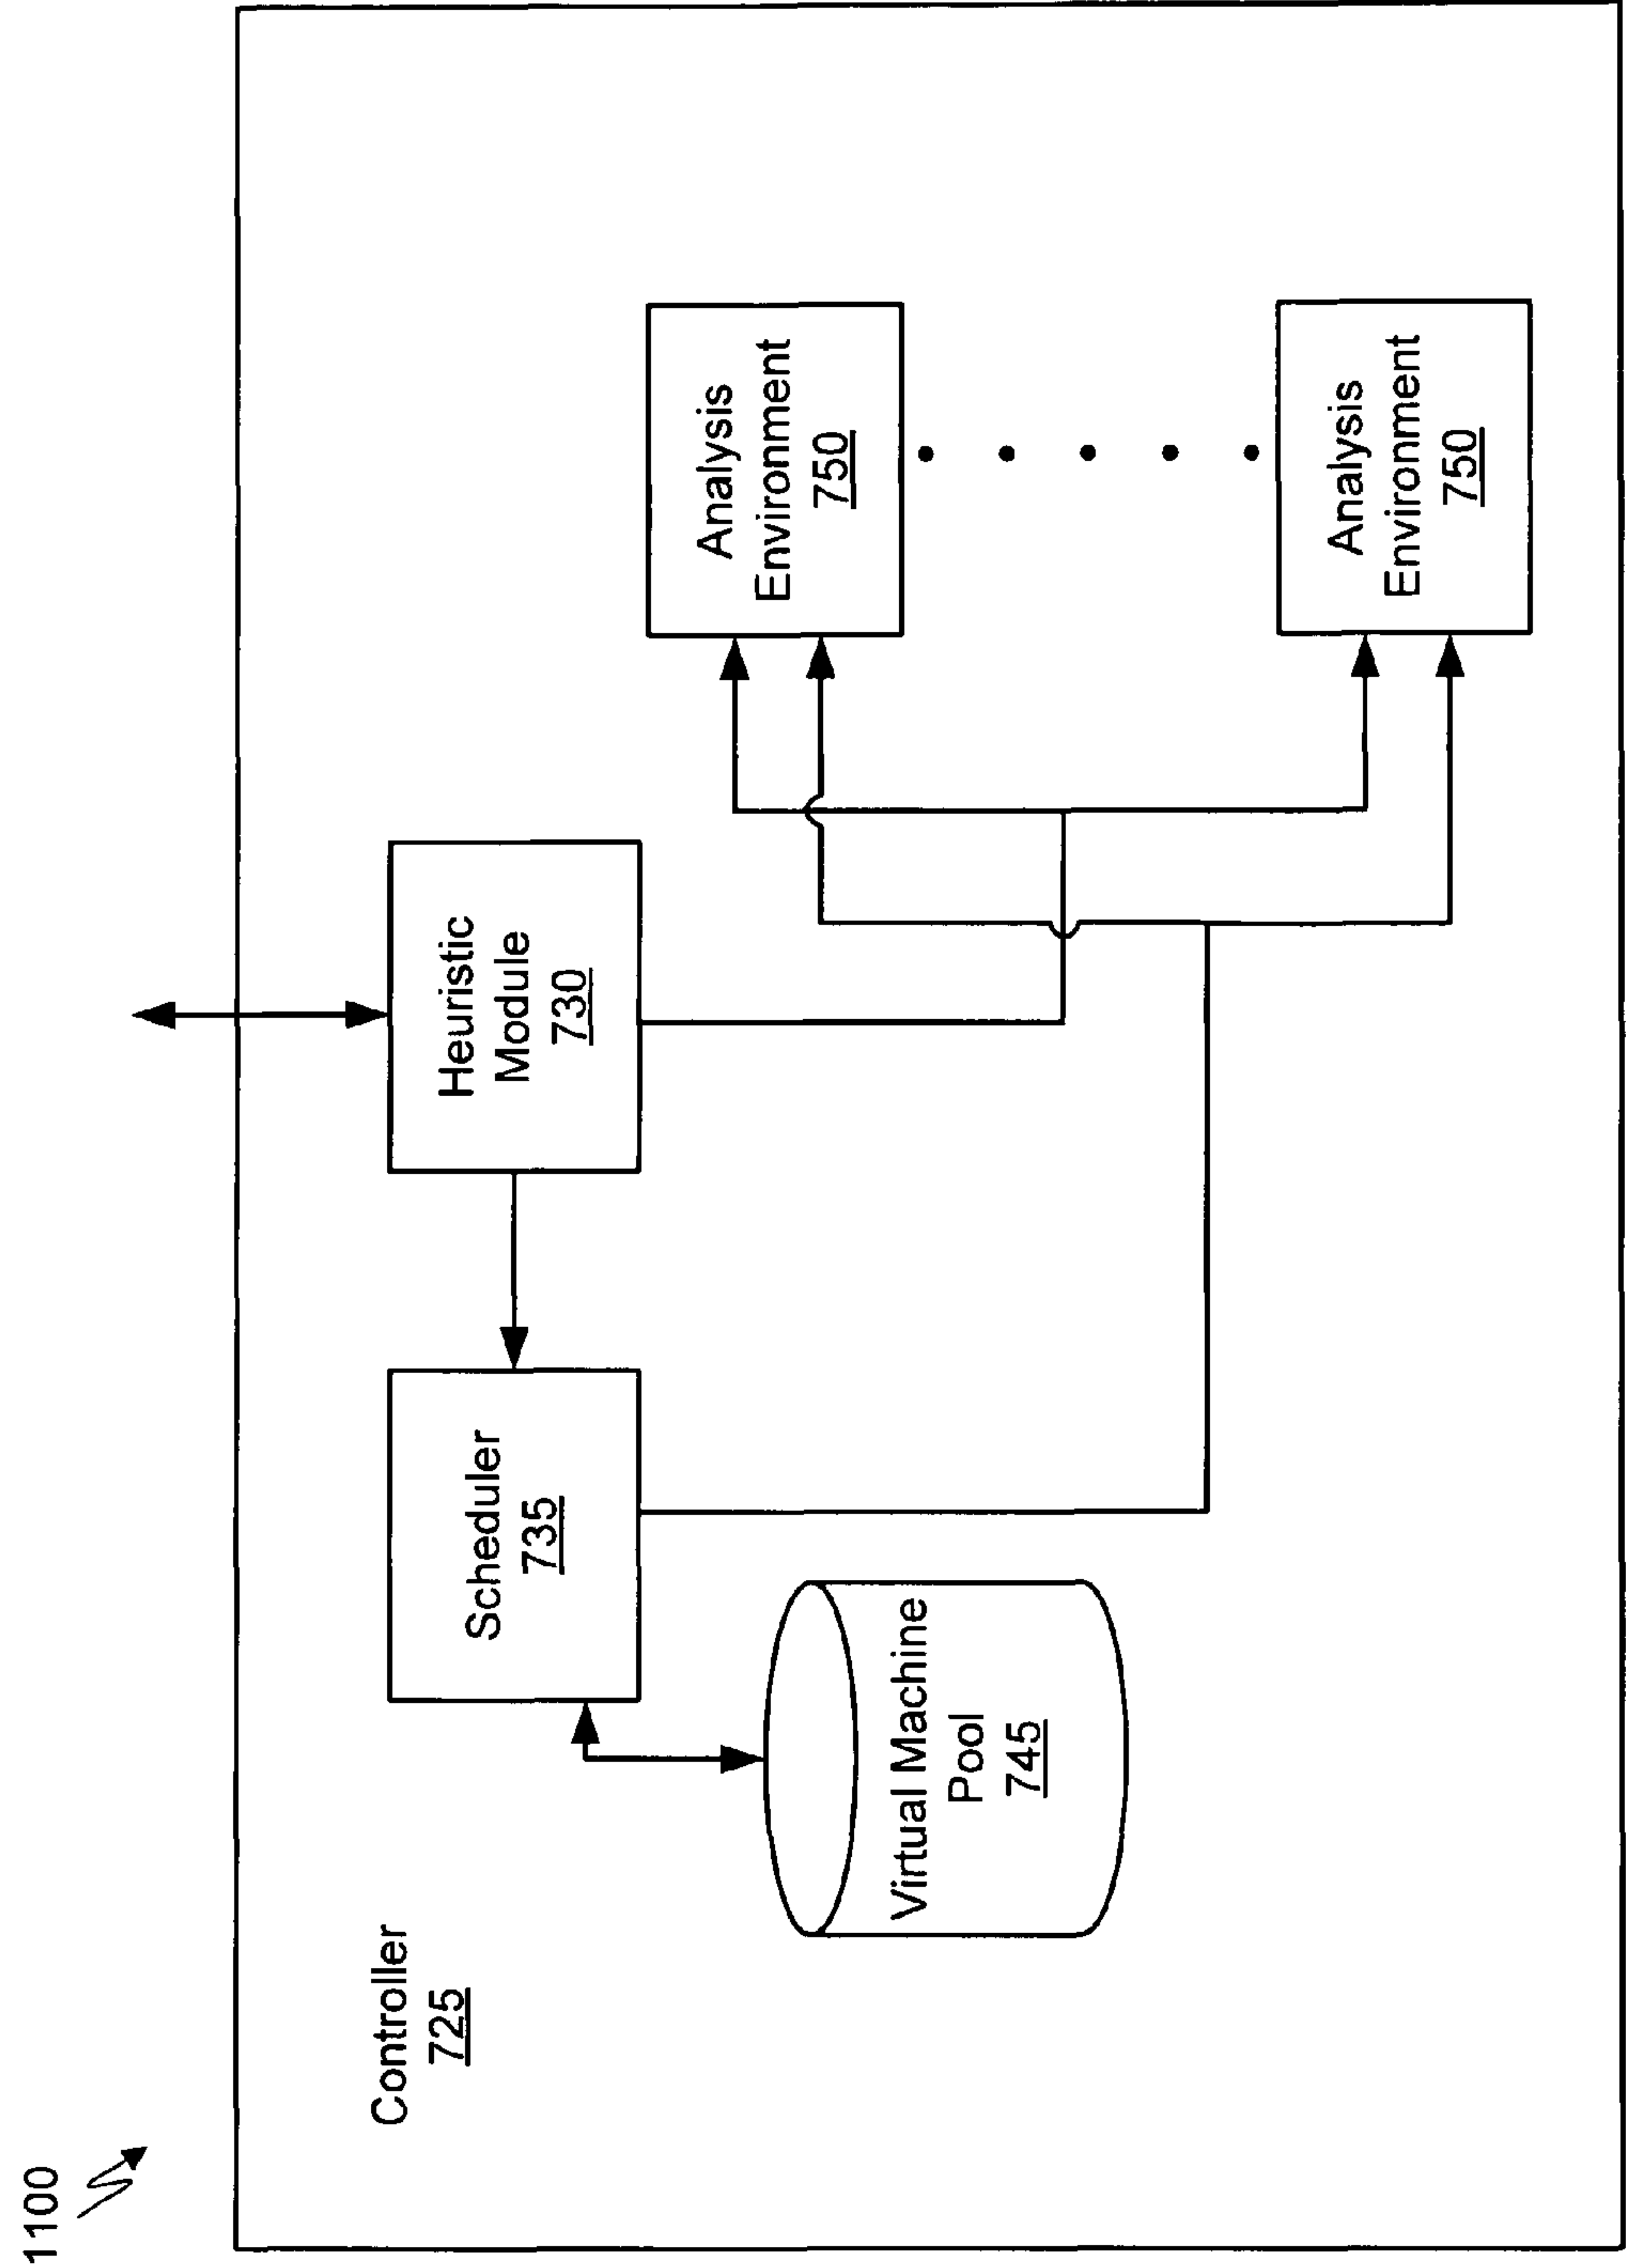 1100
Controller
725
Scheduler
735
Heuristic
Module
730
Virtual Machine
Pool
745
Analysis
Environment
750
Analysis
Environment
750